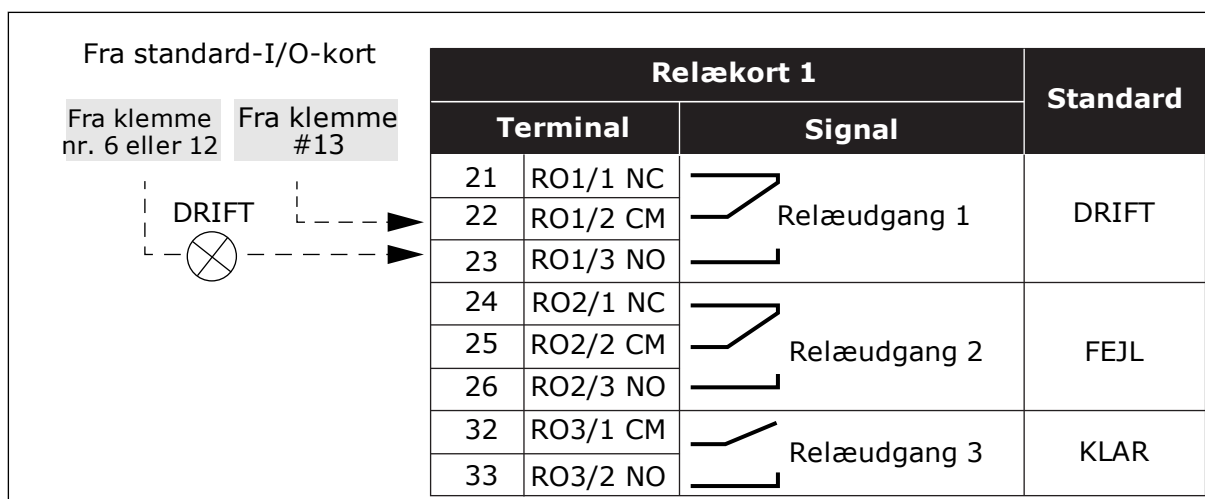 Fra standard-I/O-kort
Fra klemme
nr. 6 eller 12
Fra klemme
#13
DRIFT
Relækort 1
Standard
Terminal
Signal
21 RO1/1 NC
22 RO1/2 CM
23 RO1/3 NO
Relæudgang 1
DRIFT
24 RO2/1 NC
25 RO2/2 CM
26 RO2/3 NO
Relæudgang 2
FEJL
32 RO3/1 CM
33 RO3/2 NO
Relæudgang 3
KLAR